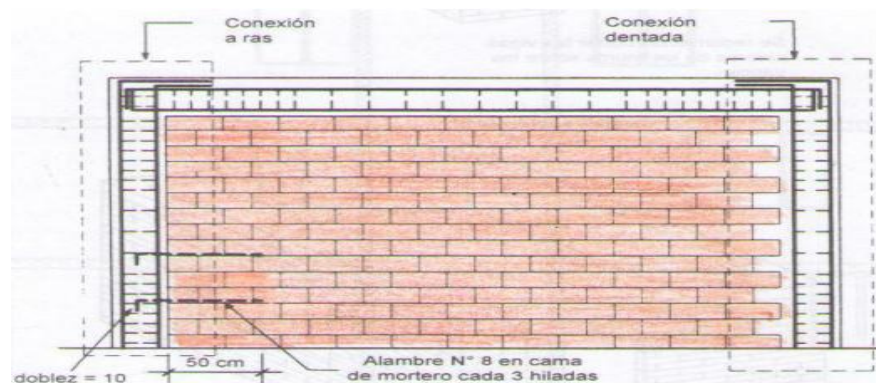 Conexión
a ras
Conexión
dentada
50 cm
doblez = 10
Alambre N° 8 en cama
de mortero cada 3 hiladas